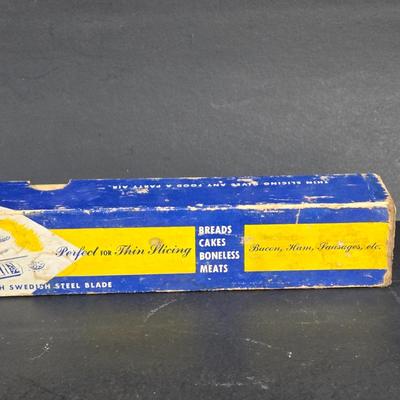 THIN SLICING GIVES ANY FOOD A PARTY AIR
Perfect FOR Thin Slicing
BREADS
CAKES
BONELESS
MEATS
Bacon, Ham, Sausages, etc.
SWEDISH STEEL BLADE